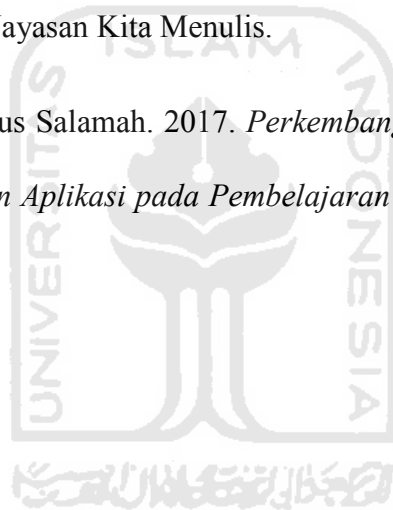 Yayasan Kita Menulis.
us Salamah. 2017. Perkembang
n Aplikasi pada Pembelajaran
UNIVERSITAS
ISLAM
INDONESIA